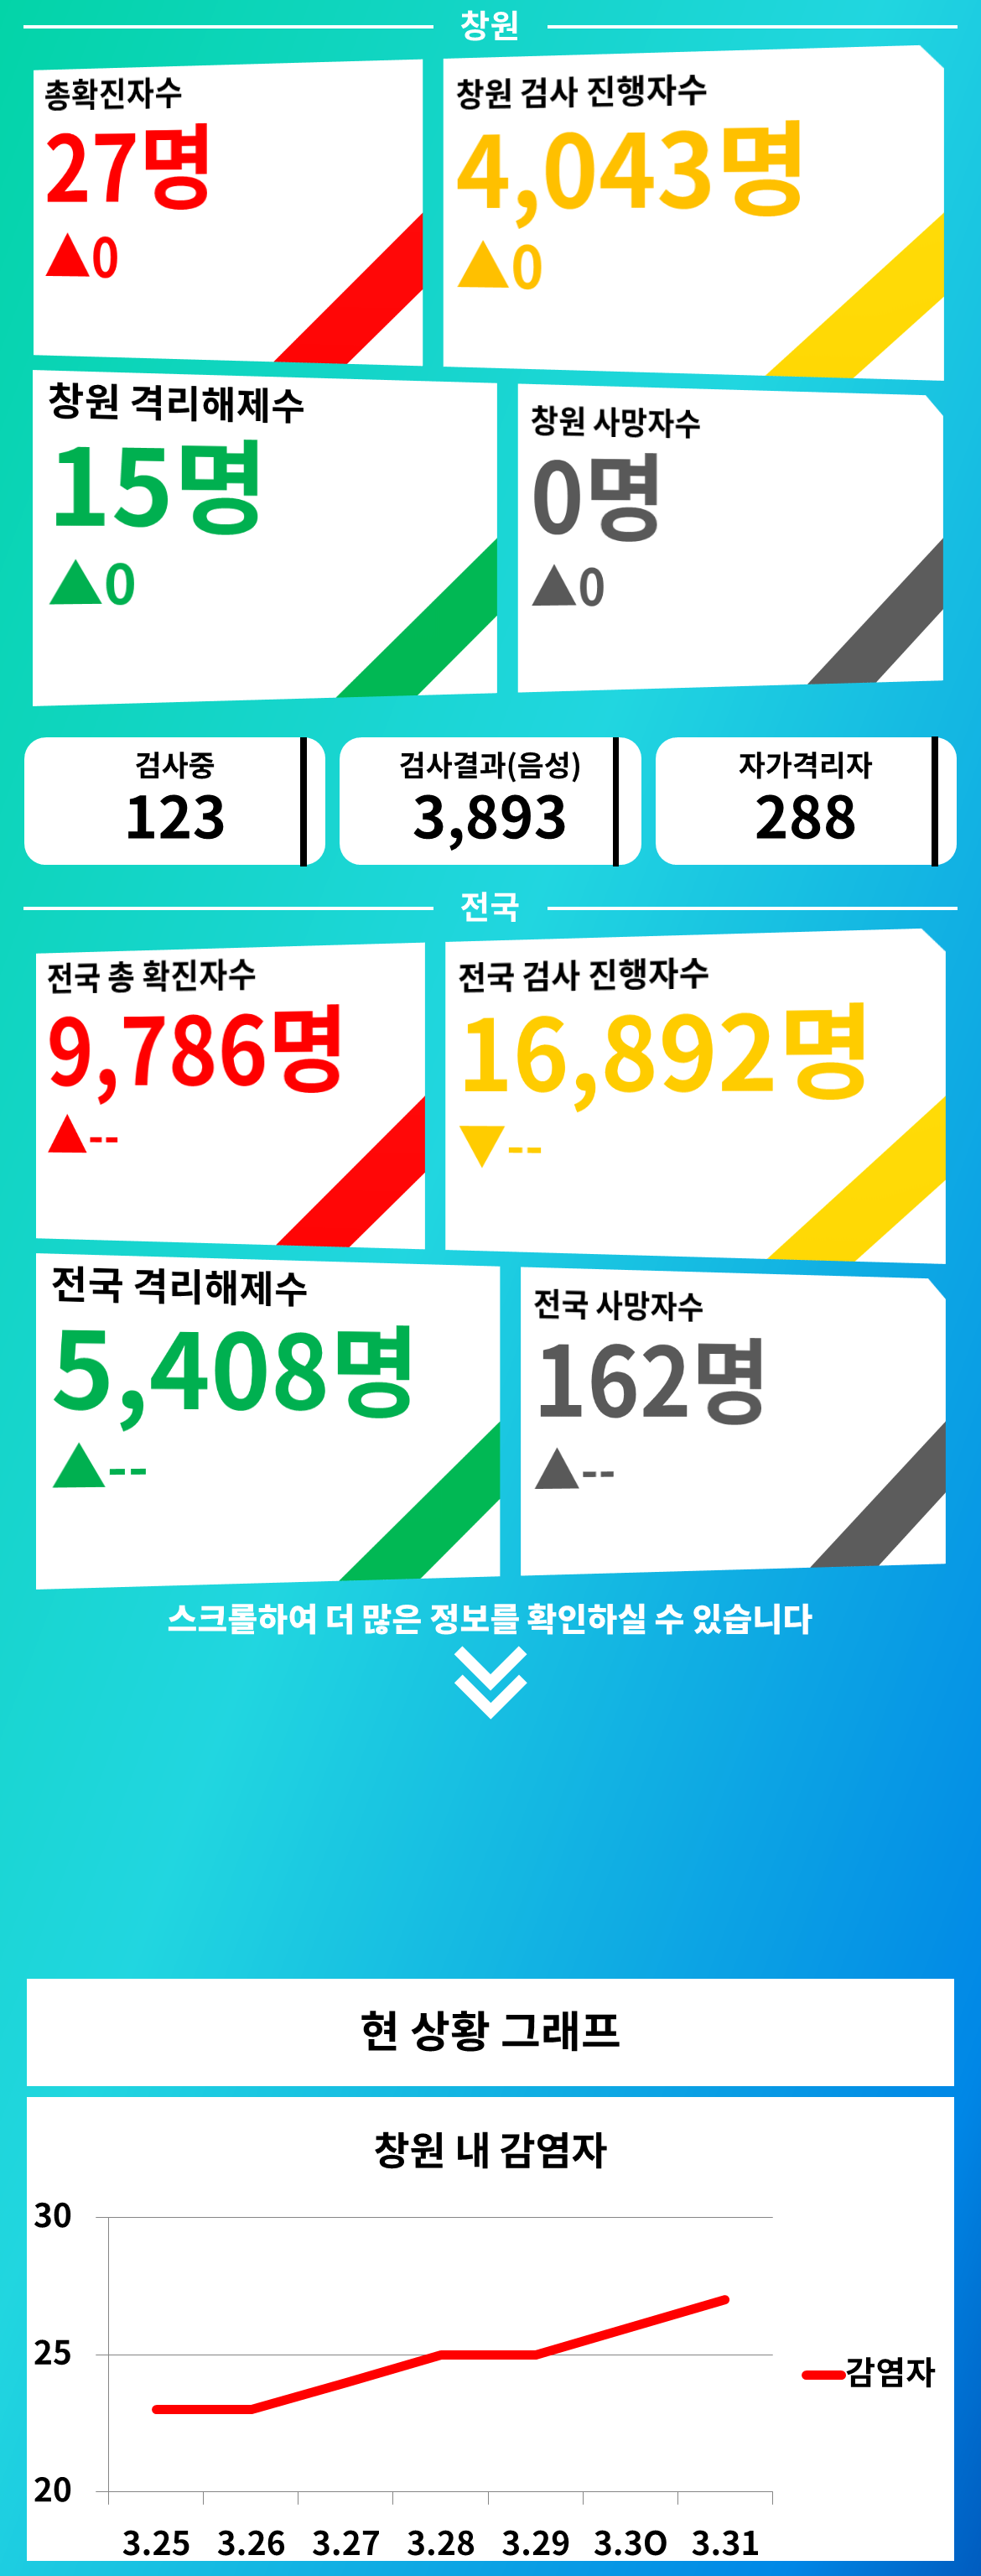 창원
총확진자수
27명
▲0
창원 검사 진행자수
4,043명
▲0
창원 격리해제수
15명
▲0
창원 사망자수
0명
▲0
검사중
123
검사결과(음성)
3,893
자가격리자
288
전국
전국 총 확진자수
9,786명
▲--
전국 검사 진행자수
16,892명
▼--
전국 격리해제수
5,408명
▲--
전국 사망자수
162명
▲--
스크롤하여 더 많은 정보를 확인하실 수 있습니다
현 상황 그래프
창원 내 감염자
30
25
20
감염자
3.25 3.26 3.27 3.28 3.29 3.3O 3.31